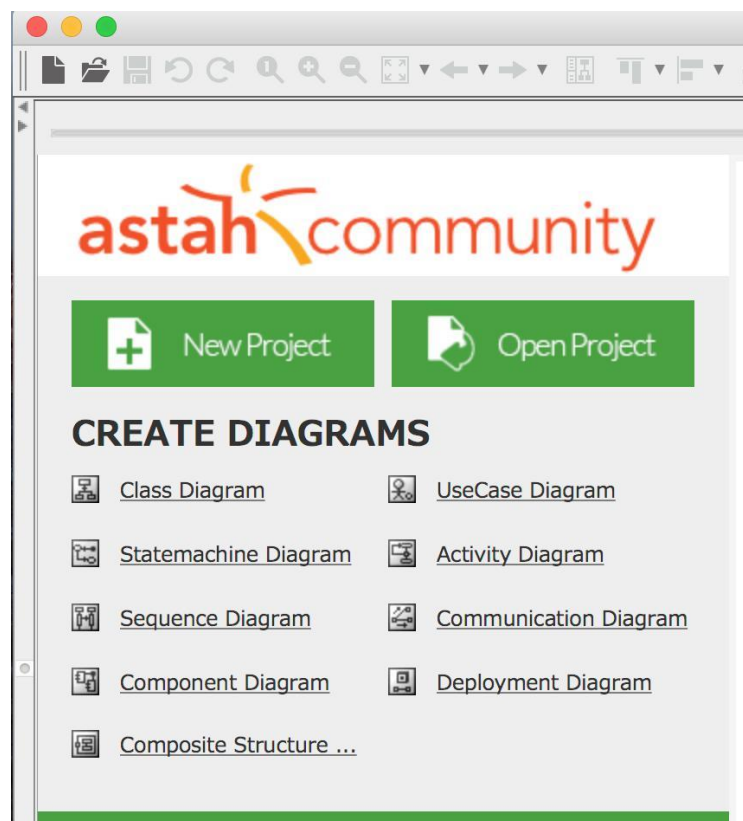 astah community
New Project Open Project
CREATE DIAGRAMS
Class Diagram UseCase Diagram
Statemachine Diagram Activity Diagram
Sequence Diagram Communication Diagram
Component Diagram Deployment Diagram
Composite Structure ...